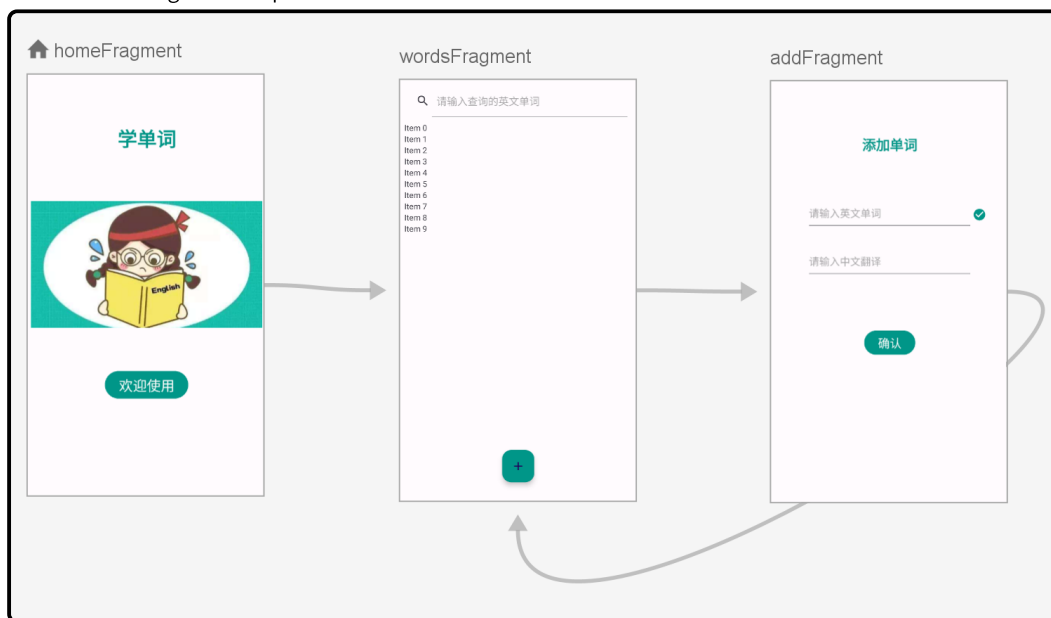 homeFragment
学单词
English
欢迎使用
wordsFragment
请输入查询的英文单词
Item 0
Item 1
Item 2
Item 3
Item 4
Item 5
Item 6
Item 7
Item 8
Item 9
+
addFragment
添加单词
请输入英文单词
请输入中文翻译
确认